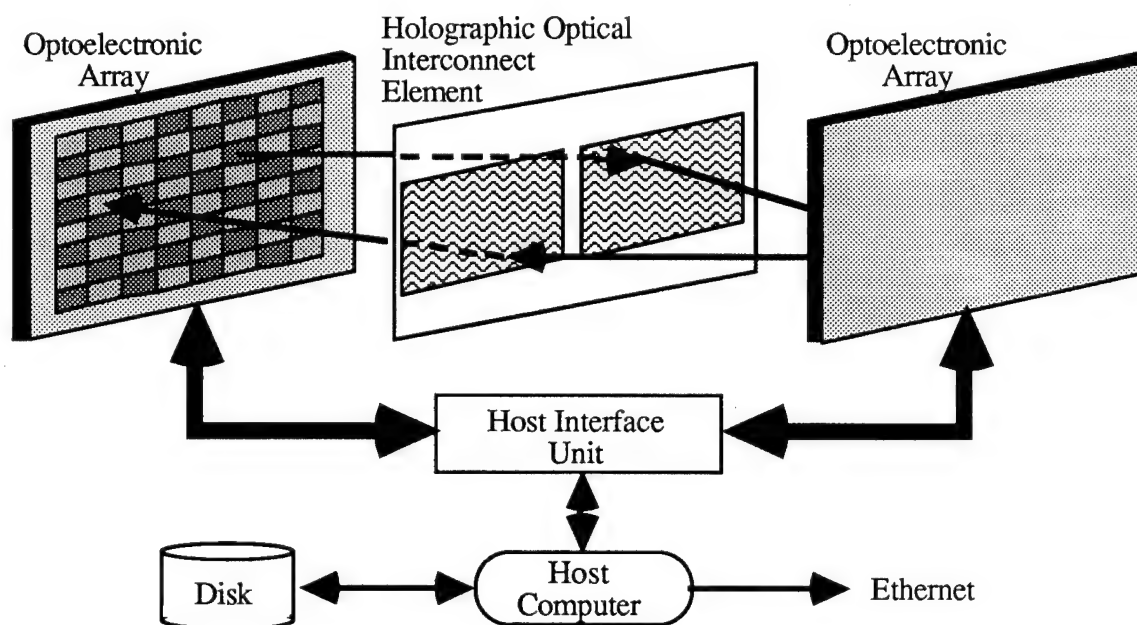 Optoelectronic
Array
Holographic Optical
Interconnect
Element
Optoelectronic
Array
Host Interface
Unit
Disk
Host
Computer
Ethernet